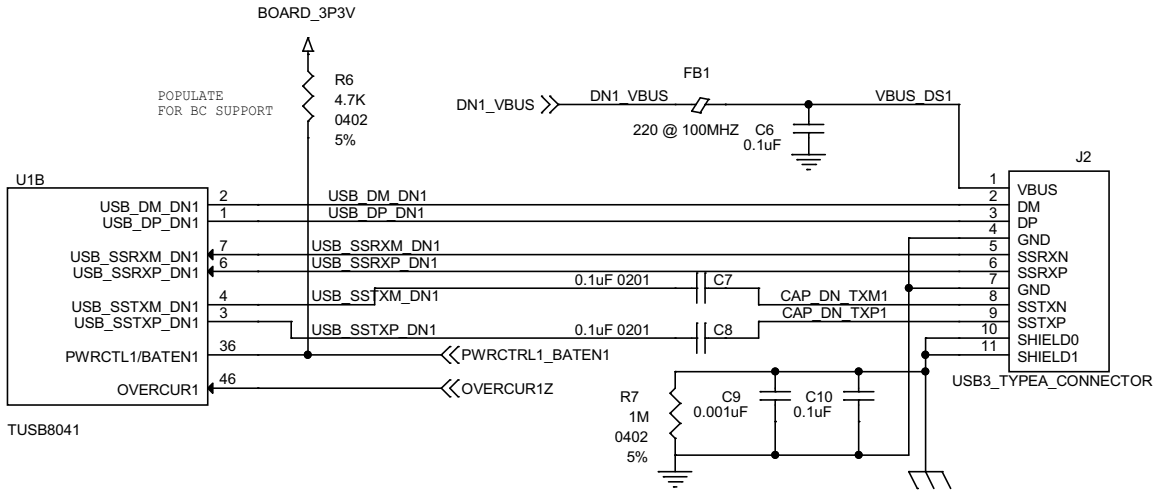 BOARD_3P3V
R6
4.7K
0402
5%
POPULATE
FOR BC SUPPORT
FB1
DN1_VBUS
DN1_VBUS
VBUS_DS1
220 @ 100MHZ
C6
0.1uF
J2
U1B
USB_DM_DN1
USB_DP_DN1
USB_SSRXM_DN1
USB_SSRXP_DN1
USB_SSTXM_DN1
USB_SSTXP_DN1
PWRCTL1/BATEN1
OVERCUR1
2
1
7
6
4
3
36
46
USB_DM_DN1
USB_DP_DN1
USB_SSRXM_DN1
USB_SSRXP_DN1
USB_SSTXM_DN1
USB_SSTXP_DN1
0.1uF 0201
C7
0.1uF 0201
C8
CAP_DN_TXM1
CAP_DN_TXP1
PWRCTRL1_BATEN1
OVERCUR1Z
1
2
3
4
5
6
7
8
9
10
11
VBUS
DM
DP
GND
SSRXN
SSRXP
GND
SSTXN
SSTXP
SHIELD0
SHIELD1
USB3_TYPEA_CONNECTOR
R7
1M
0402
5%
C9
0.001uF
C10
0.1uF
TUSB8041